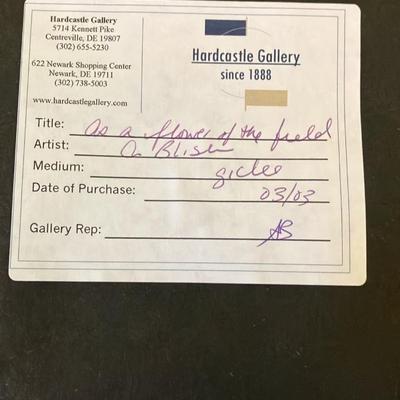 Hardcastle Gallery
5714 Kennett Pike
Centreville, DE 19807
(302) 655-5230
622 Newark Shopping Center
Newark, DE 19711
(302) 738-5003
www.hardcastlegallery.com
Hardcastle Gallery
since 1888
Title: As a flower of the field
Artist: A Blish
Medium: giclee
Date of Purchase: 03/03
Gallery Rep: AB